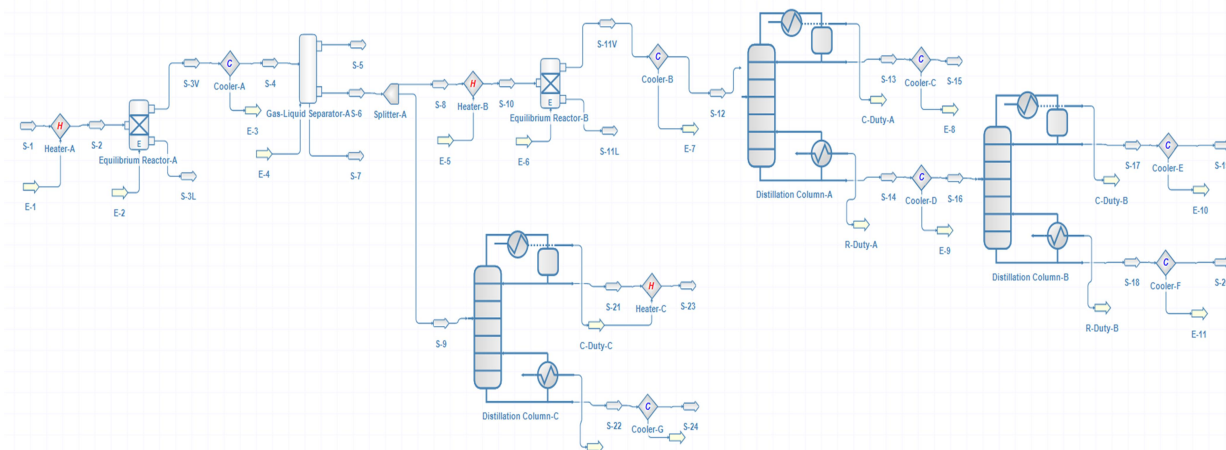 S-11V
S-5
C
Cooler-B
S-3V
C
Cooler-A
S-4
S-13
C
Cooler-C
S-15
S-6
Splitter-A
S-8
H
Heater-B
S-10
E
Equilibrium Reactor-B
S-12
C-Duty-A
E-8
Gas-Liquid Separator-A
E-3
S-1
H
Heater-A
S-2
E
Equilibrium Reactor-A
E-4
S-7
E-5
E-6
S-11L
E-7
S-17
C
Cooler-E
E-1
E-2
S-3L
Distillation Column-A
S-14
C
Cooler-D
S-16
C-Duty-B
E-10
R-Duty-A
E-9
Distillation Column-B
S-18
C
Cooler-F
S-21
H
Heater-C
S-23
R-Duty-B
E-11
S-9
C-Duty-C
Distillation Column-C
S-22
C
Cooler-G
S-24